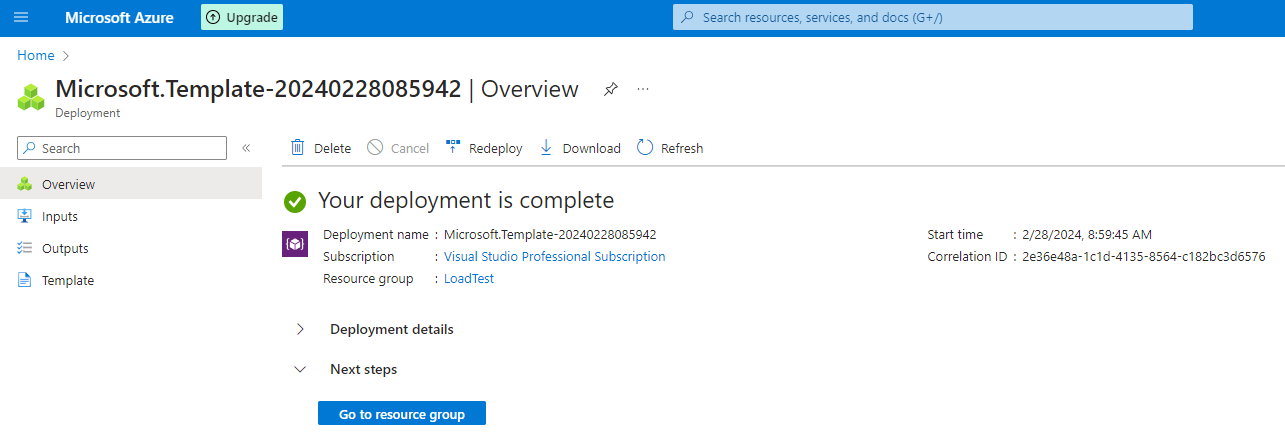 Microsoft Azure
Upgrade
Search resources, services, and docs (G+/)
Home
Microsoft.Template-20240228085942 | Overview
...
Deployment
Search
«
Delete
Cancel
Redeploy
Download
Refresh
Overview
Inputs
Outputs
Template
Your deployment is complete
Deployment name : Microsoft.Template-20240228085942
Subscription : Visual Studio Professional Subscription
Resource group : LoadTest
Start time : 2/28/2024, 8:59:45 AM
Correlation ID : 2e36e48a-1c1d-4135-8564-c182bc3d6576
Deployment details
Next steps
Go to resource group